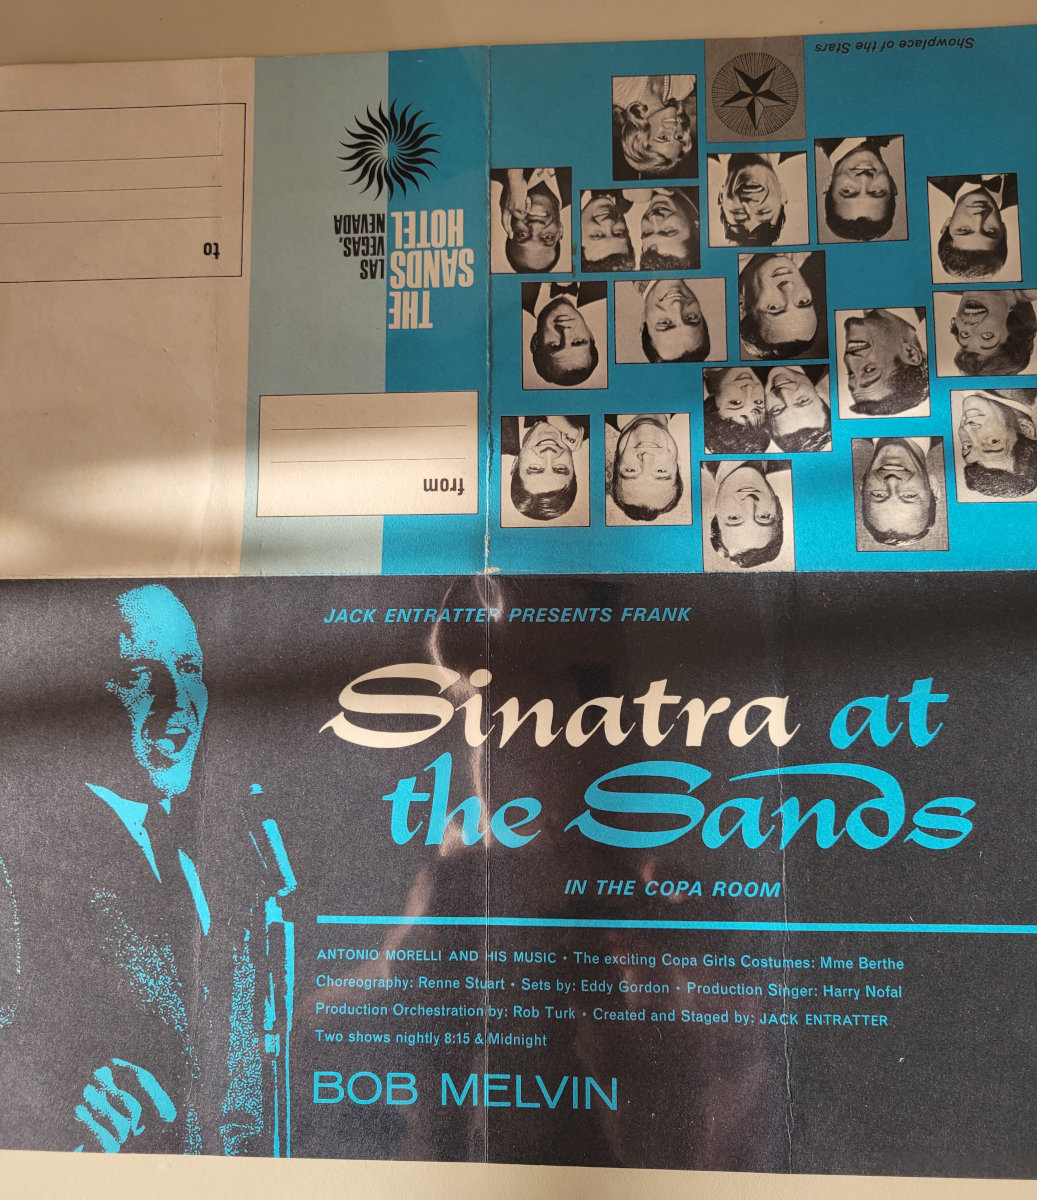 Showplace of the Stars
THE
SANDS
HOTEL
LAS
VEGAS,
NEVADA
to
from
JACK ENTRATTER PRESENTS FRANK
Sinatra at
the Sands
IN THE COPA ROOM
ANTONIO MORELLI AND HIS MUSIC • The exciting Copa Girls Costumes: Mme Berthe
Choreography: Renne Stuart • Sets by: Eddy Gordon • Production Singer: Harry Nofal
Production Orchestration by: Rob Turk • Created and Staged by: JACK ENTRATTER
Two shows nightly 8:15 & Midnight
BOB MELVIN